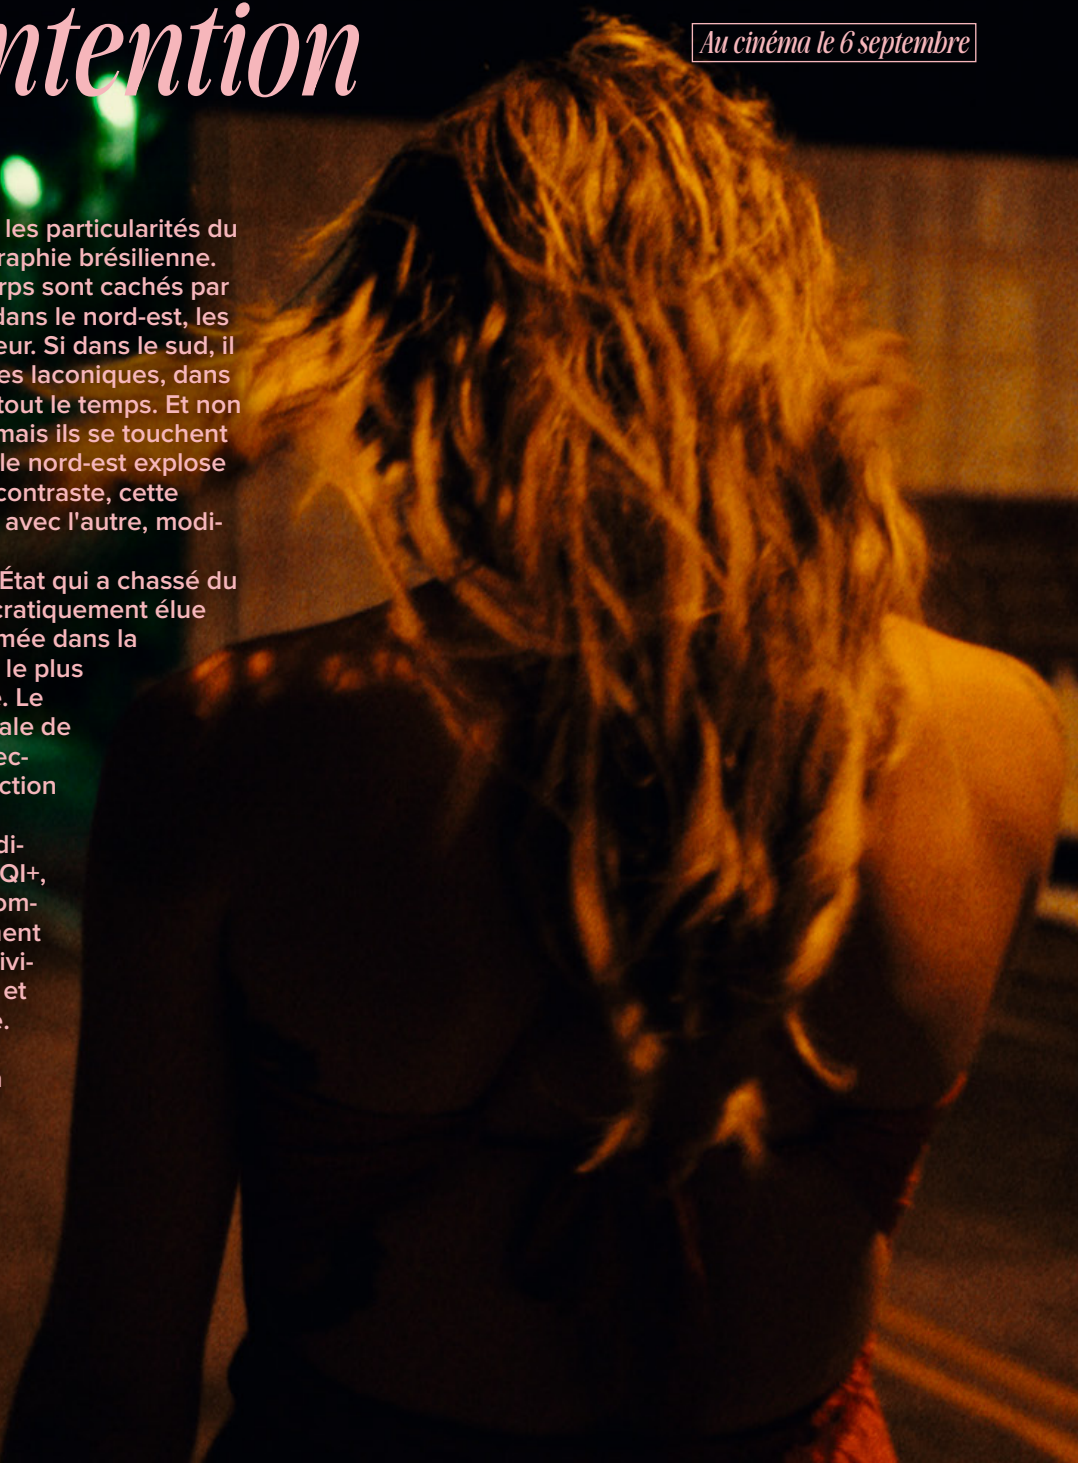 ntention
Au cinéma le 6 septembre
les particularités du
raphie brésilienne.
rps sont cachés par
dans le nord-est, les
eur. Si dans le sud, il
es laconiques, dans
tout le temps. Et non
mais ils se touchent
le nord-est explose
contraste, cette
avec l'autre, modi-
État qui a chassé du
cratiquement élue
mée dans la
le plus
e. Le
ale de
ec-
ction
di-
QI+,
om-
ent
ivi-
et
e.